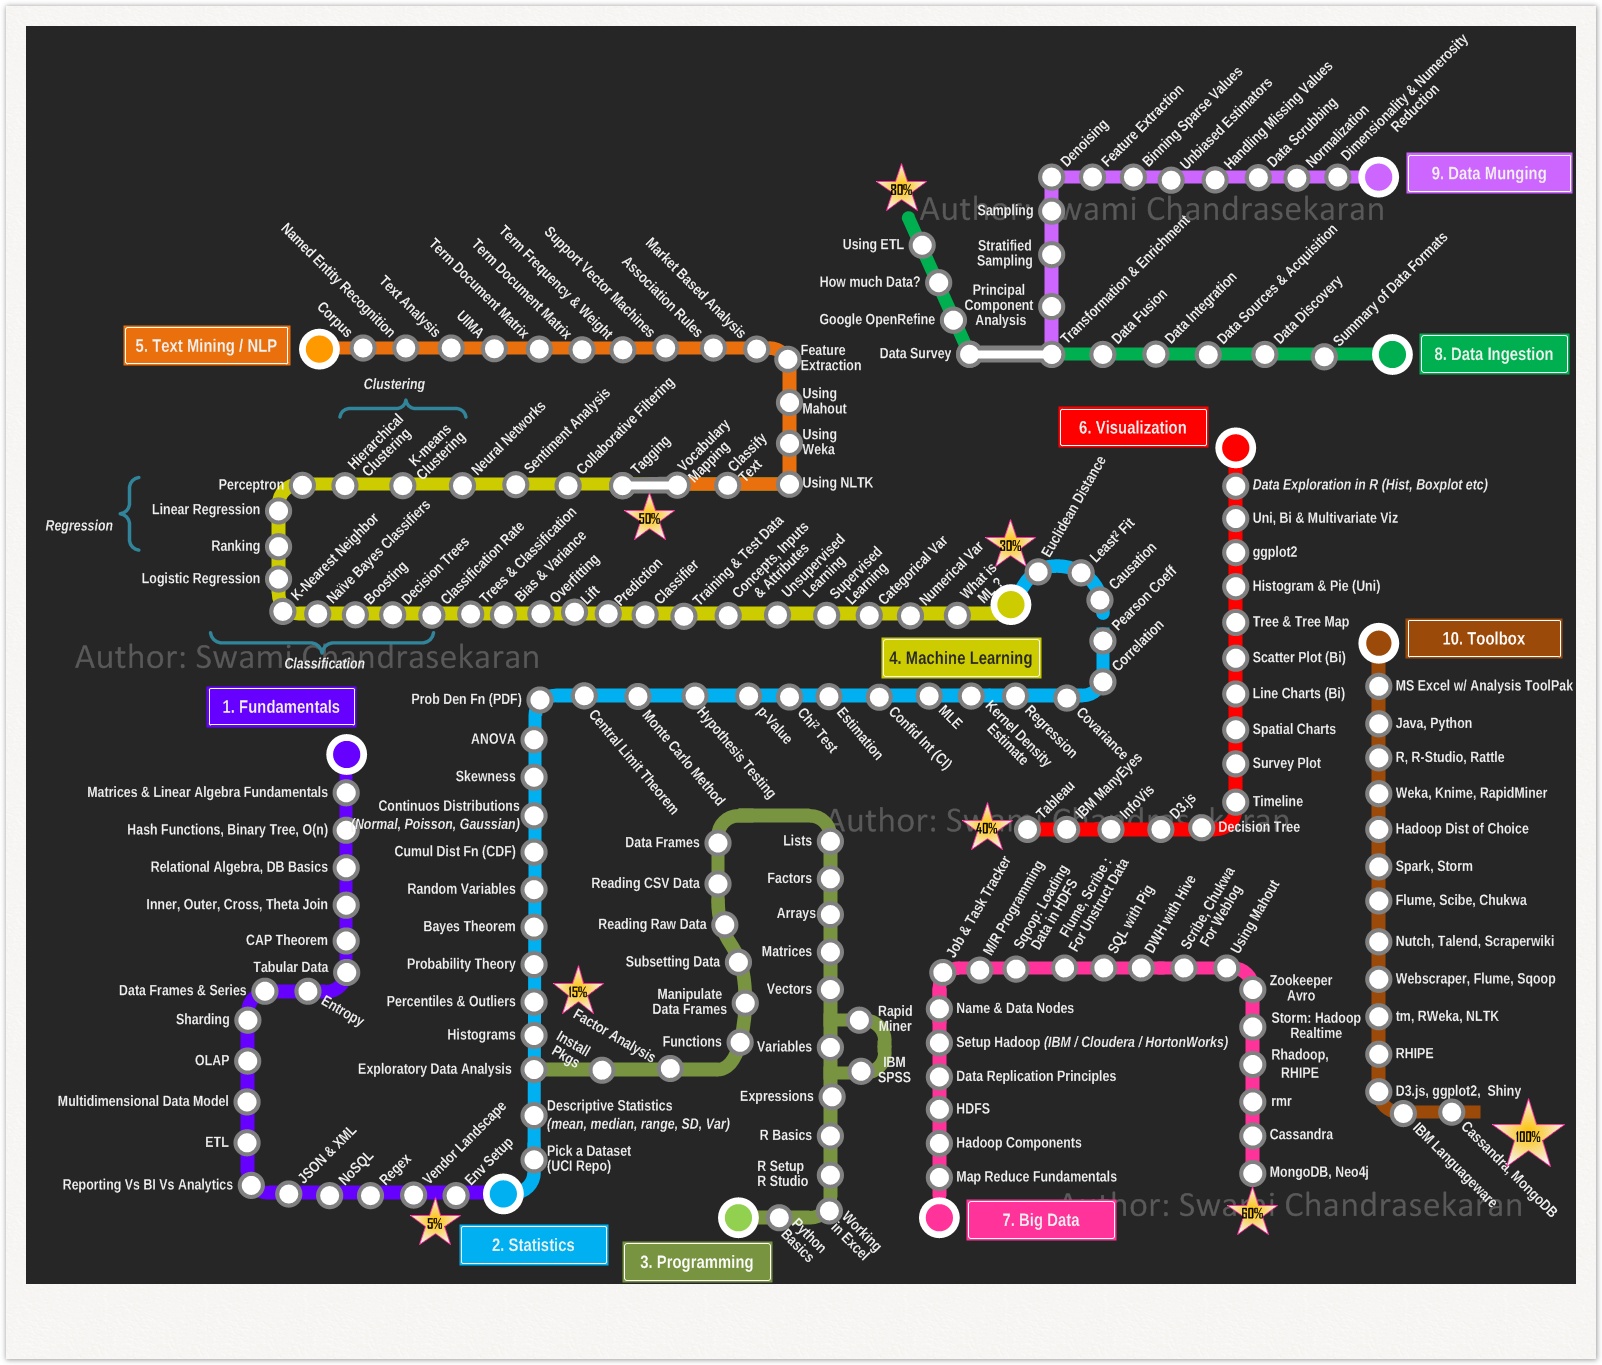 Dimensionality & Numerosity
Reduction
Normalization
Data Scrubbing
Handling Missing Values
Unbiased Estimators
Binning Sparse Values
Feature Extraction
Denoising
9. Data Munging
80%
Author: Swami Chandrasekaran
Sampling
Stratified
Sampling
Principal
Component
Analysis
Using ETL
How much Data?
Google OpenRefine
Data Survey
Transformation & Enrichment
Data Fusion
Data Integration
Data Sources & Acquisition
Data Discovery
Summary of Data Formats
8. Data Ingestion
5. Text Mining / NLP
Corpus
Named Entity Recognition
Text Analysis
UIMA
Term Document Matrix
Term Document Matrix
Term Frequency & Weight
Support Vector Machines
Association Rules
Market Based Analysis
Feature
Extraction
Using
Mahout
Using
Weka
Using NLTK
Classify
Text
Vocabulary
Mapping
50%
Tagging
Collaborative Filtering
Sentiment Analysis
Neural Networks
Clustering
K-means
Clustering
Hierarchical
Clustering
Perceptron
Regression
Linear Regression
Ranking
Logistic Regression
K-Nearest Neighbor
Naïve Bayes Classifiers
Boosting
Decision Trees
Classification Rate
Trees & Classification
Bias & Variance
Overfitting
Lift
Prediction
Classifier
Training & Test Data
Concepts, Inputs
& Attributes
Unsupervised
Learning
Supervised
Learning
Categorical Var
Numerical Var
What is
ML?
30%
4. Machine Learning
Classification
Author: Swami Chandrasekaran
Euclidean Distance
Least² Fit
Causation
Pearson Coeff
Correlation
Covariance
Regression
Kernel Density
Estimate
MLE
Confid Int (CI)
Estimation
Chi² Test
p-Value
Hypothesis Testing
Monte Carlo Method
Central Limit Theorem
Prob Den Fn (PDF)
ANOVA
Skewness
Continuos Distributions
(Normal, Poisson, Gaussian)
Cumul Dist Fn (CDF)
Random Variables
Bayes Theorem
Probability Theory
Percentiles & Outliers
Histograms
Exploratory Data Analysis
Descriptive Statistics
(mean, median, range, SD, Var)
Pick a Dataset
(UCI Repo)
2. Statistics
1. Fundamentals
Matrices & Linear Algebra Fundamentals
Hash Functions, Binary Tree, O(n)
Relational Algebra, DB Basics
Inner, Outer, Cross, Theta Join
CAP Theorem
Tabular Data
Entropy
Data Frames & Series
Sharding
OLAP
Multidimensional Data Model
ETL
Reporting Vs BI Vs Analytics
JSON & XML
NoSQL
Regex
Vendor Landscape
Env Setup
5%
15%
Install
Pkgs
Factor Analysis
Functions
Manipulate
Data Frames
Subsetting Data
Reading Raw Data
Reading CSV Data
Data Frames
Lists
Factors
Arrays
Matrices
Vectors
Variables
Rapid
Miner
IBM
SPSS
Expressions
R Basics
R Setup
R Studio
Working
in Excel
Python
Basics
3. Programming
6. Visualization
Data Exploration in R (Hist, Boxplot etc)
Uni, Bi & Multivariate Viz
ggplot2
Histogram & Pie (Uni)
Tree & Tree Map
Scatter Plot (Bi)
Line Charts (Bi)
Spatial Charts
Survey Plot
Timeline
Decision Tree
D3.js
InfoVis
IBM ManyEyes
Tableau
40%
Author: Swami Chandrasekaran
Job & Task Tracker
M/R Programming
Sqoop: Loading
Data in HDFS
Flume, Scribe :
For Unstruct Data
SQL with Pig
DWH with Hive
Scribe, Chukwa
For Weblog
Using Mahout
Zookeeper
Avro
Storm: Hadoop
Realtime
Rhadoop,
RHIPE
rmr
Cassandra
MongoDB, Neo4j
60%
Name & Data Nodes
Setup Hadoop (IBM / Cloudera / HortonWorks)
Data Replication Principles
HDFS
Hadoop Components
Map Reduce Fundamentals
7. Big Data
Author: Swami Chandrasekaran
10. Toolbox
MS Excel w/ Analysis ToolPak
Java, Python
R, R-Studio, Rattle
Weka, Knime, RapidMiner
Hadoop Dist of Choice
Spark, Storm
Flume, Scibe, Chukwa
Nutch, Talend, Scraperwiki
Webscraper, Flume, Sqoop
tm, RWeka, NLTK
RHIPE
D3.js, ggplot2, Shiny
IBM Languageware
Cassandra, MongoDB
100%